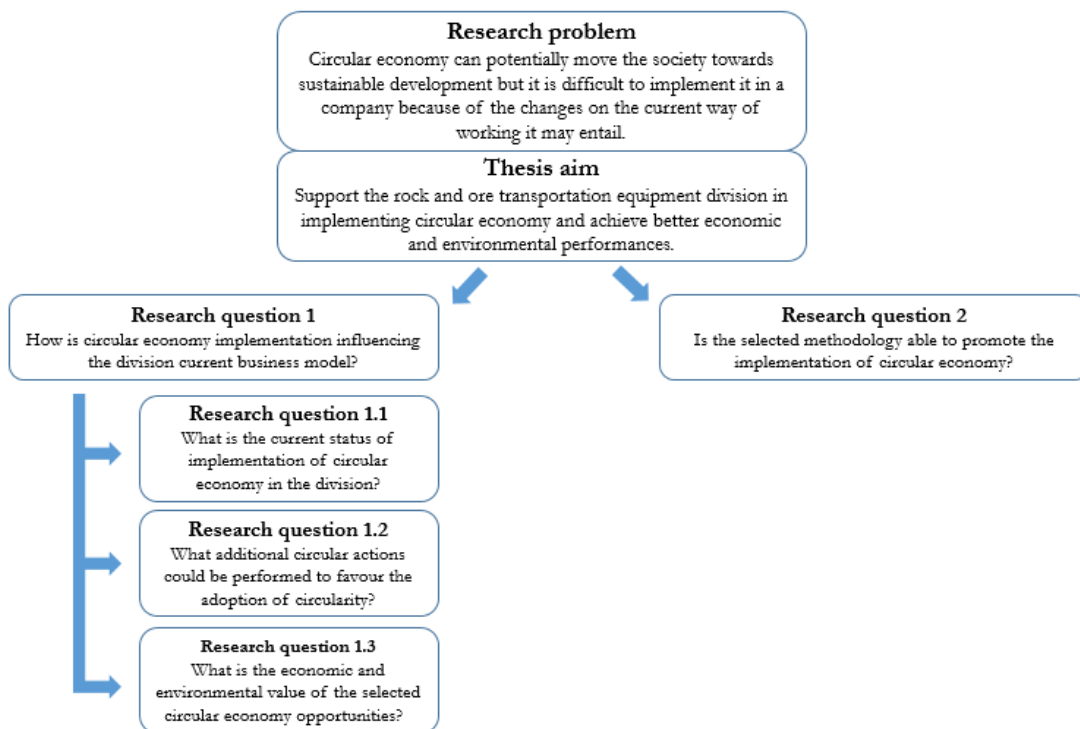 Research problem
Circular economy can potentially move the society towards
sustainable development but it is difficult to implement it in a
company because of the changes on the current way of
working it may entail.
Thesis aim
Support the rock and ore transportation equipment division in
implementing circular economy and achieve better economic
and environmental performances.
Research question 1
How is circular economy implementation influencing
the division current business model?
Research question 2
Is the selected methodology able to promote the
implementation of circular economy?
Research question 1.1
What is the current status of
implementation of circular
economy in the division?
Research question 1.2
What additional circular actions
could be performed to favour the
adoption of circularity?
Research question 1.3
What is the economic and
environmental value of the selected
circular economy opportunities?